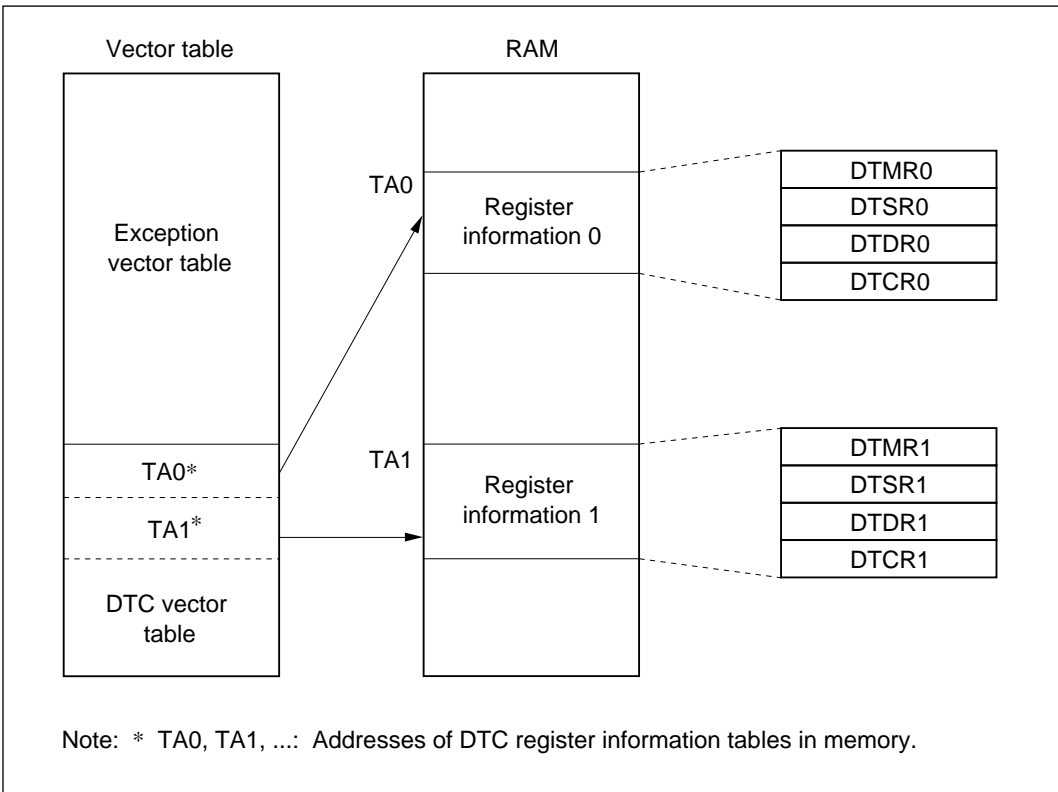 Vector table
RAM
Exception
vector table
TA0*
TA1*
DTC vector
table
TA0
Register
information 0
TA1
Register
information 1
DTMR0
DTSR0
DTDR0
DTCR0
DTMR1
DTSR1
DTDR1
DTCR1
Note: * TA0, TA1, ...: Addresses of DTC register information tables in memory.